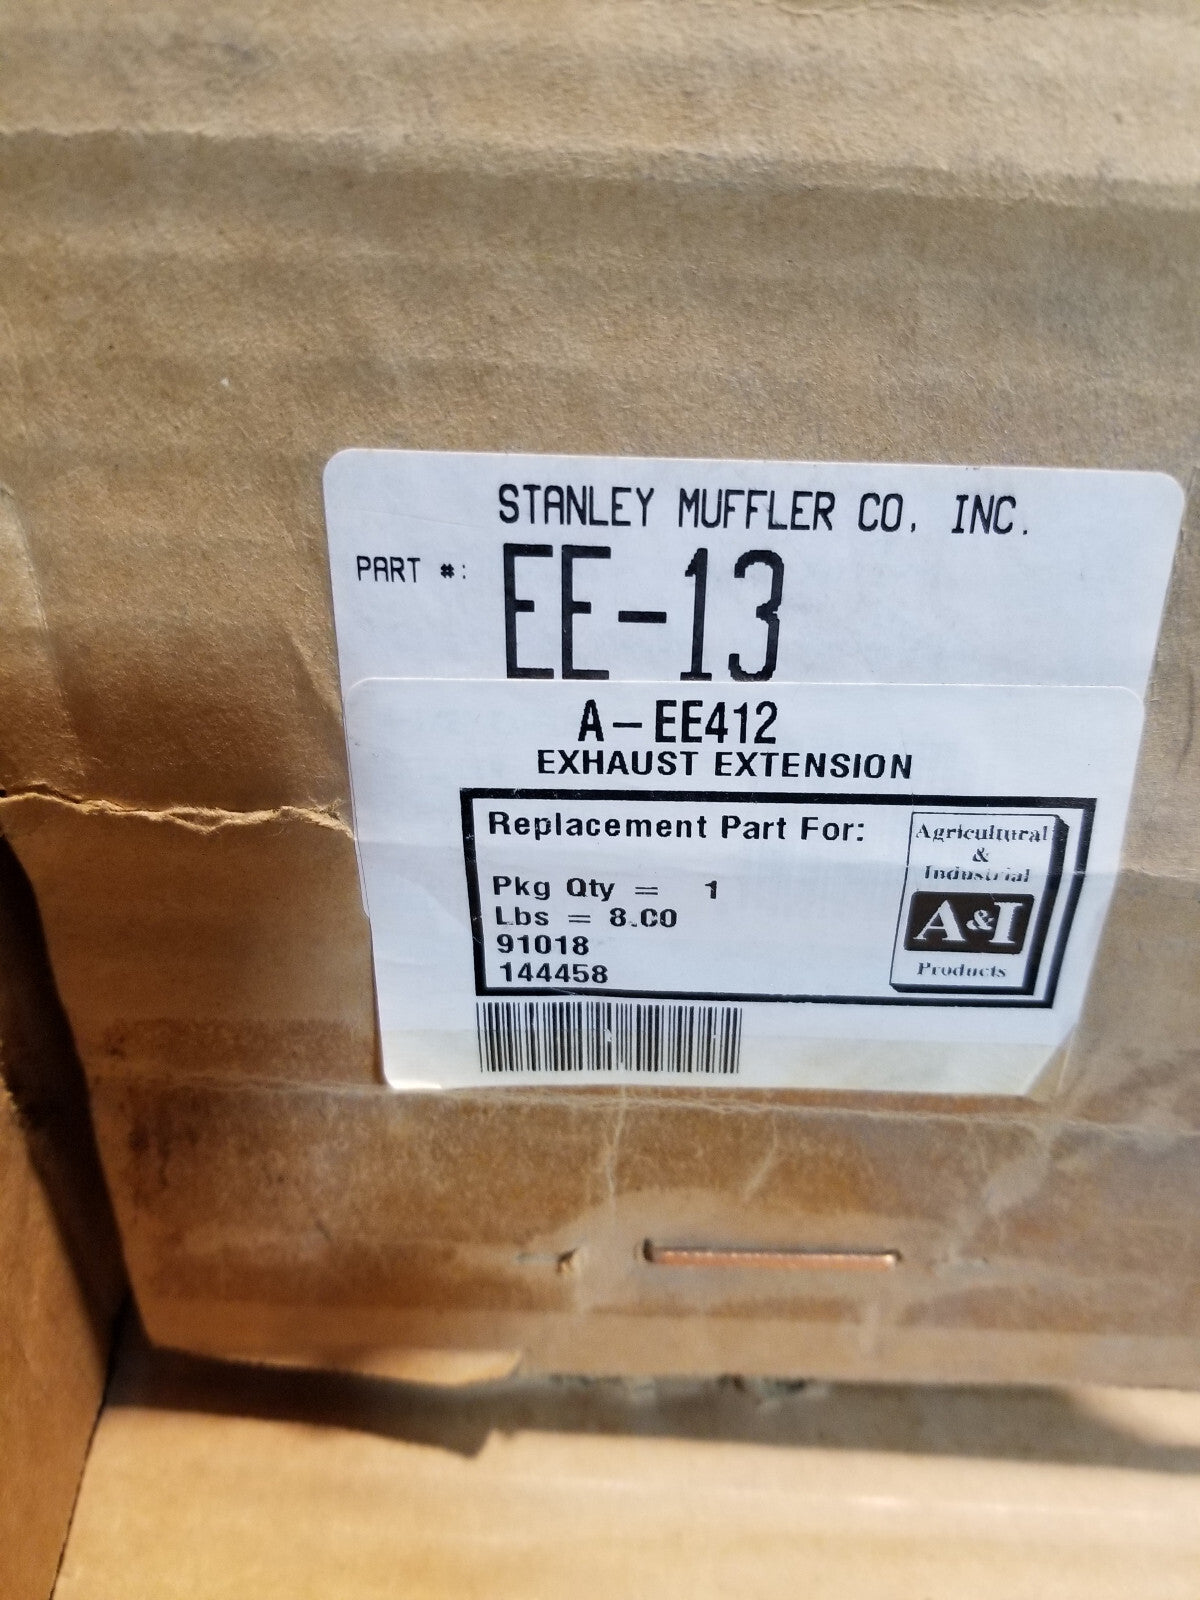 STANLEY MUFFLER CO. INC.
PART #: EE-13
A-EE412
EXHAUST EXTENSION
Replacement Part For:
Pkg Qty = 1
Lbs = 8.00
91018
144458
Agricultural
&
Industrial
A&I
Products